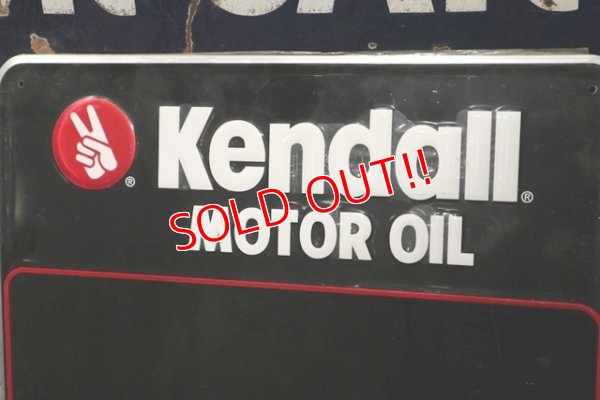 Kendall®
MOTOR OIL
SOLD OUT!!
®